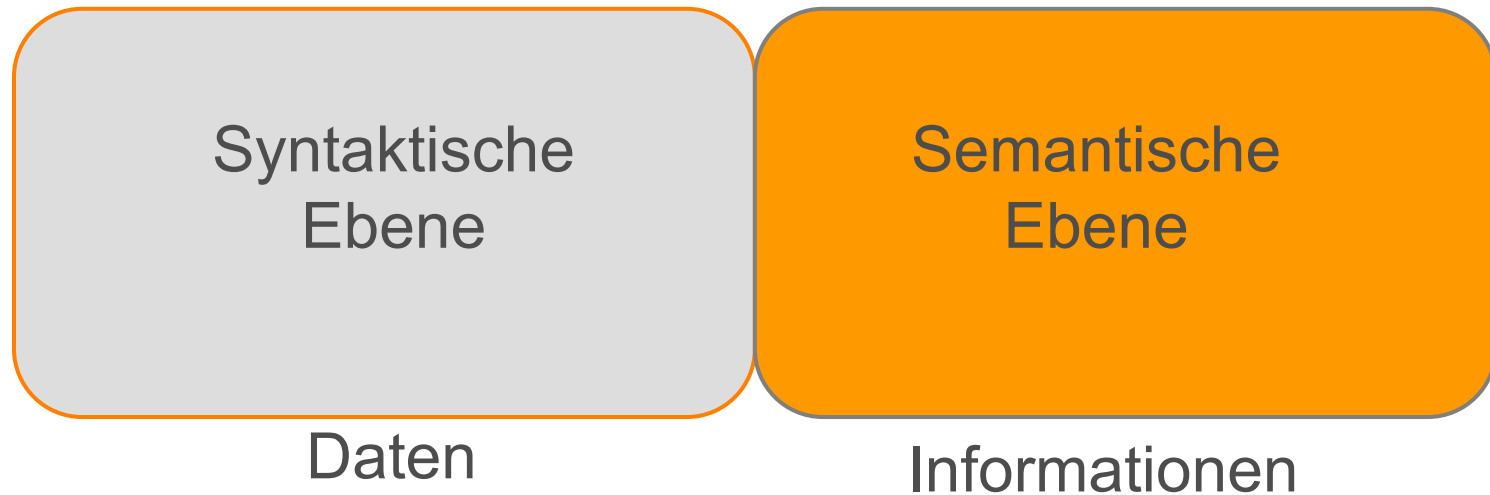 Syntaktische
Ebene
Semantische
Ebene
Daten
Informationen